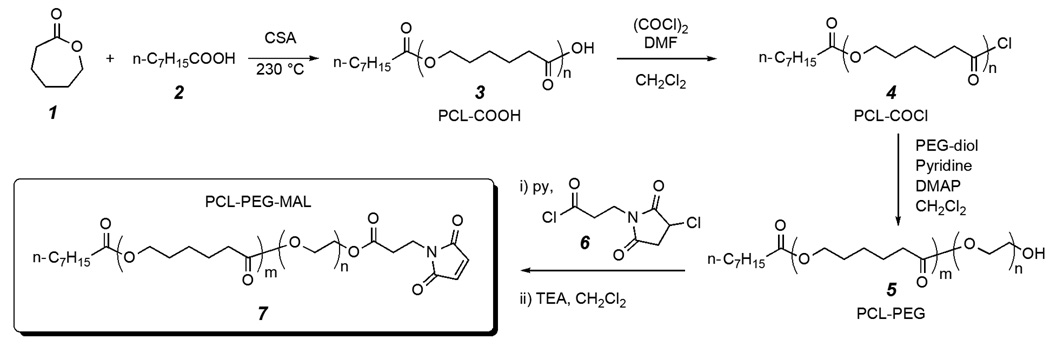 O
O
1
+
n-C7H15COOH
2
CSA
230 °C
O
n-C7H15
O
O
OH
n
3
PCL-COOH
(COCl)2
DMF
CH2Cl2
O
n-C7H15
O
O
Cl
n
4
PCL-COCl
PEG-diol
Pyridine
DMAP
CH2Cl2
O
n-C7H15
O
O
m
O
n
OH
5
PCL-PEG
i) py,
O
Cl
N
O
O
Cl
6
ii) TEA, CH2Cl2
PCL-PEG-MAL
O
n-C7H15
O
O
m
O
n
O
O
N
O
O
7